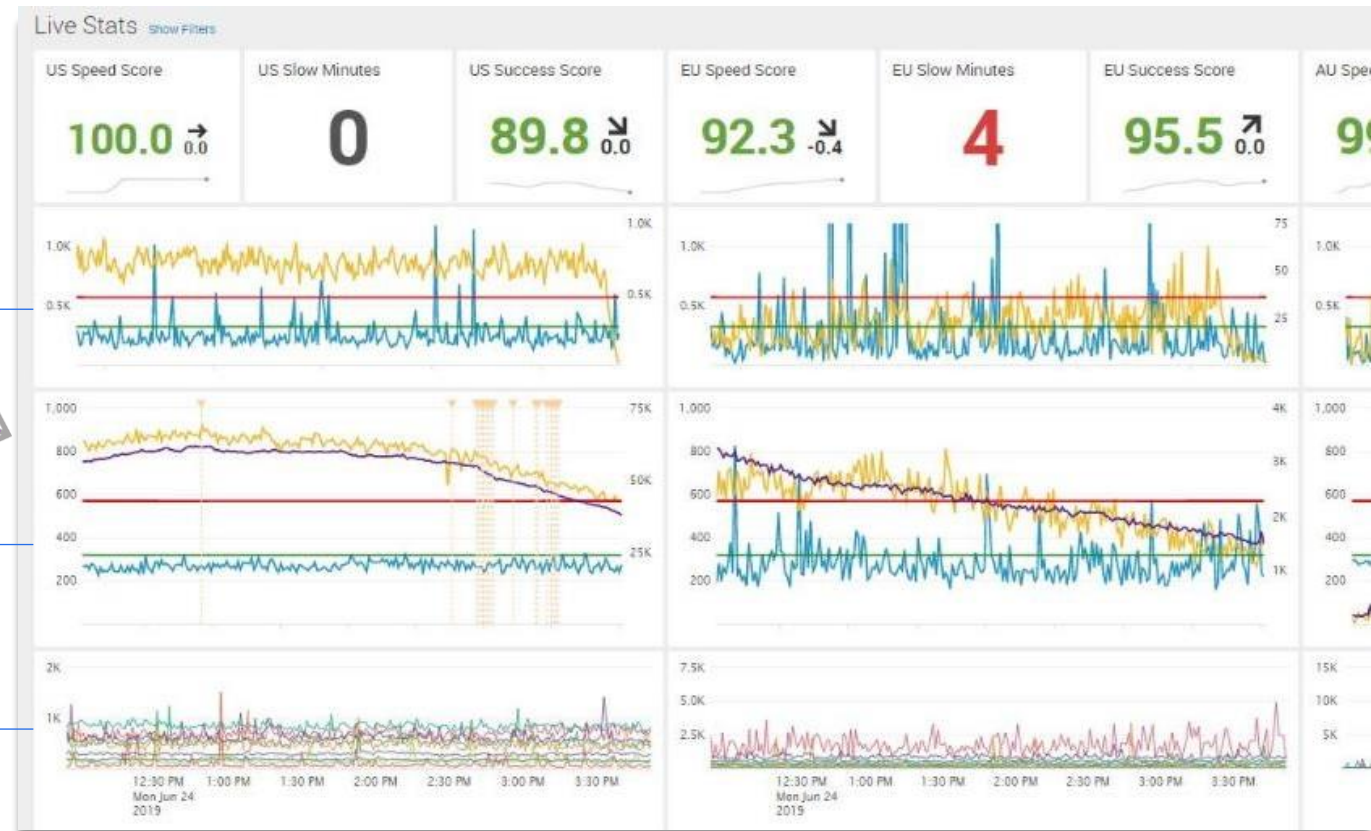 Live Stats Show Filters
US Speed Score
US Slow Minutes
US Success Score
EU Speed Score
EU Slow Minutes
EU Success Score
AU Spe
100.0
0.0
0
89.8
0.0
92.3
-0.4
4
95.5
0.0
99
1.0K
0.5K
1.0K
0.5K
1.0K
0.5K
75
50
25
1.0K
0.5K
1,000
800
600
400
200
75K
50K
25K
1,000
800
600
400
200
4K
3K
2K
1K
1,000
800
600
400
200
2K
1K
12:30 PM 1:00 PM 1:30 PM 2:00 PM 2:30 PM 3:00 PM 3:30 PM
Mon Jun 24
2019
7.5K
5.0K
2.5K
12:30 PM 1:00 PM 1:30 PM 2:00 PM 2:30 PM 3:00 PM 3:30 PM
Mon Jun 24
2019
15K
10K
5K